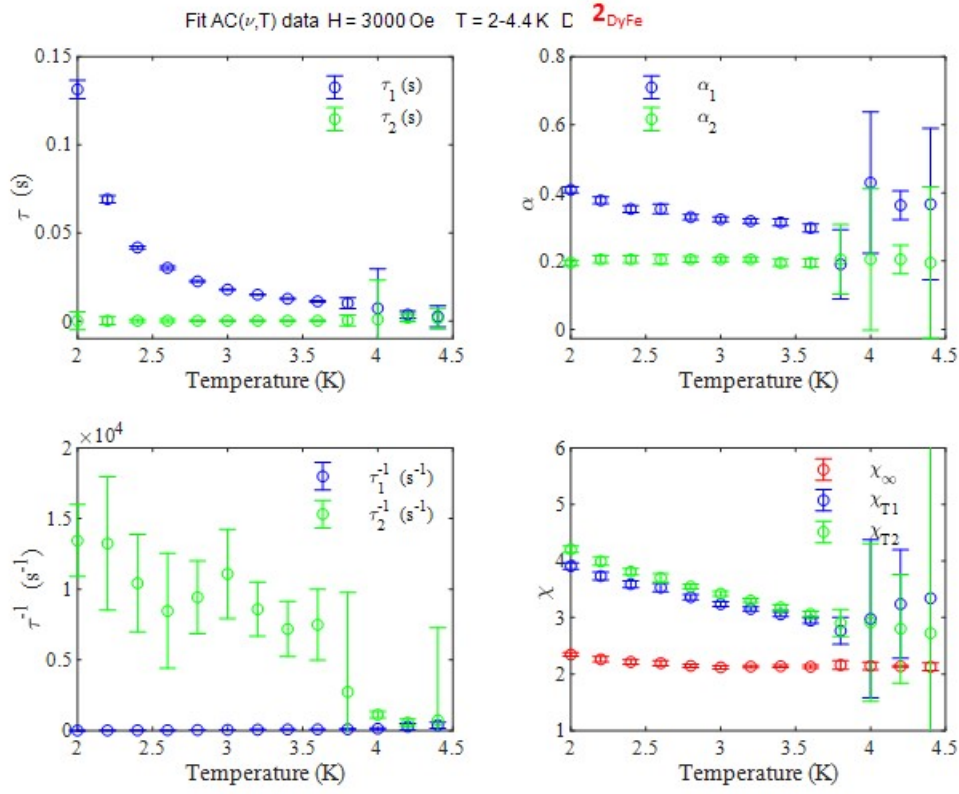 Fit AC(ν,T) data H = 3000 Oe T = 2-4.4 K D 2DyFe
0.15
0.1
0.05
0
τ (s)
τ1 (s)
τ2 (s)
2 2.5 3 3.5 4 4.5
Temperature (K)
0.8
0.6
0.4
0.2
0
α
α1
α2
2 2.5 3 3.5 4 4.5
Temperature (K)
×10^4
2
1.5
1
0.5
0
τ^-1 (s^-1)
τ1^-1 (s^-1)
τ2^-1 (s^-1)
2 2.5 3 3.5 4 4.5
Temperature (K)
6
5
4
3
2
1
χ
χ∞
χT1
χT2
2 2.5 3 3.5 4 4.5
Temperature (K)